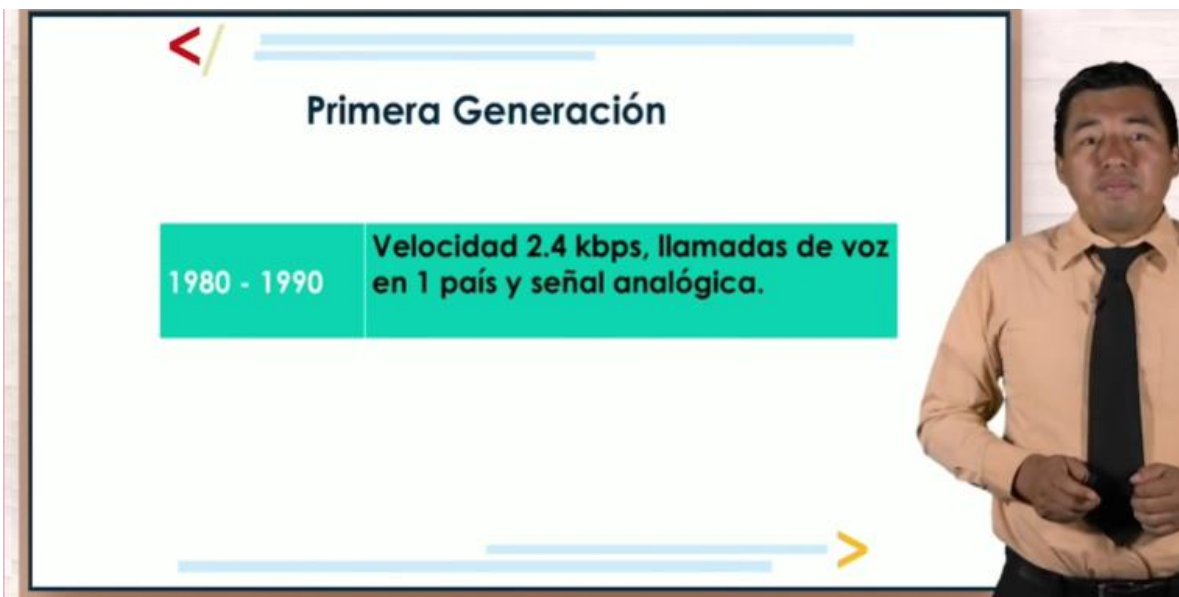 </
Primera Generación
1980 - 1990
Velocidad 2.4 kbps, llamadas de voz
en 1 país y señal analógica.
>